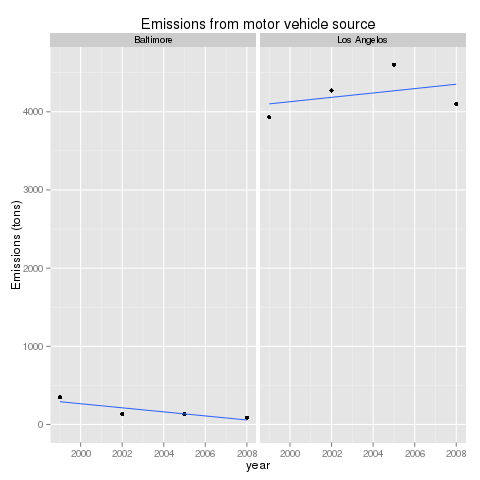 Emissions from motor vehicle source
Baltimore
Los Angelos
Emissions (tons)
4000
3000
2000
1000
0
2000 2002 2004 2006 2008
2000 2002 2004 2006 2008
year